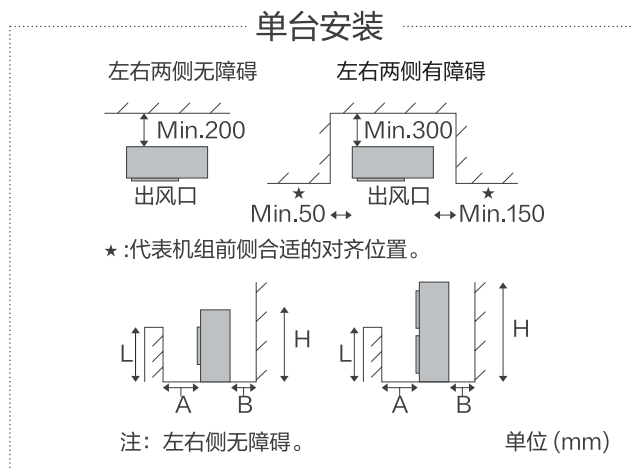 单台安装
左右两侧无障碍 左右两侧有障碍
Min.200 Min.300
出风口 出风口
Min.50 ★ ★ Min.150
★:代表机组前侧合适的对齐位置。
L H L H
A B A B
注：左右侧无障碍。 单位(mm)